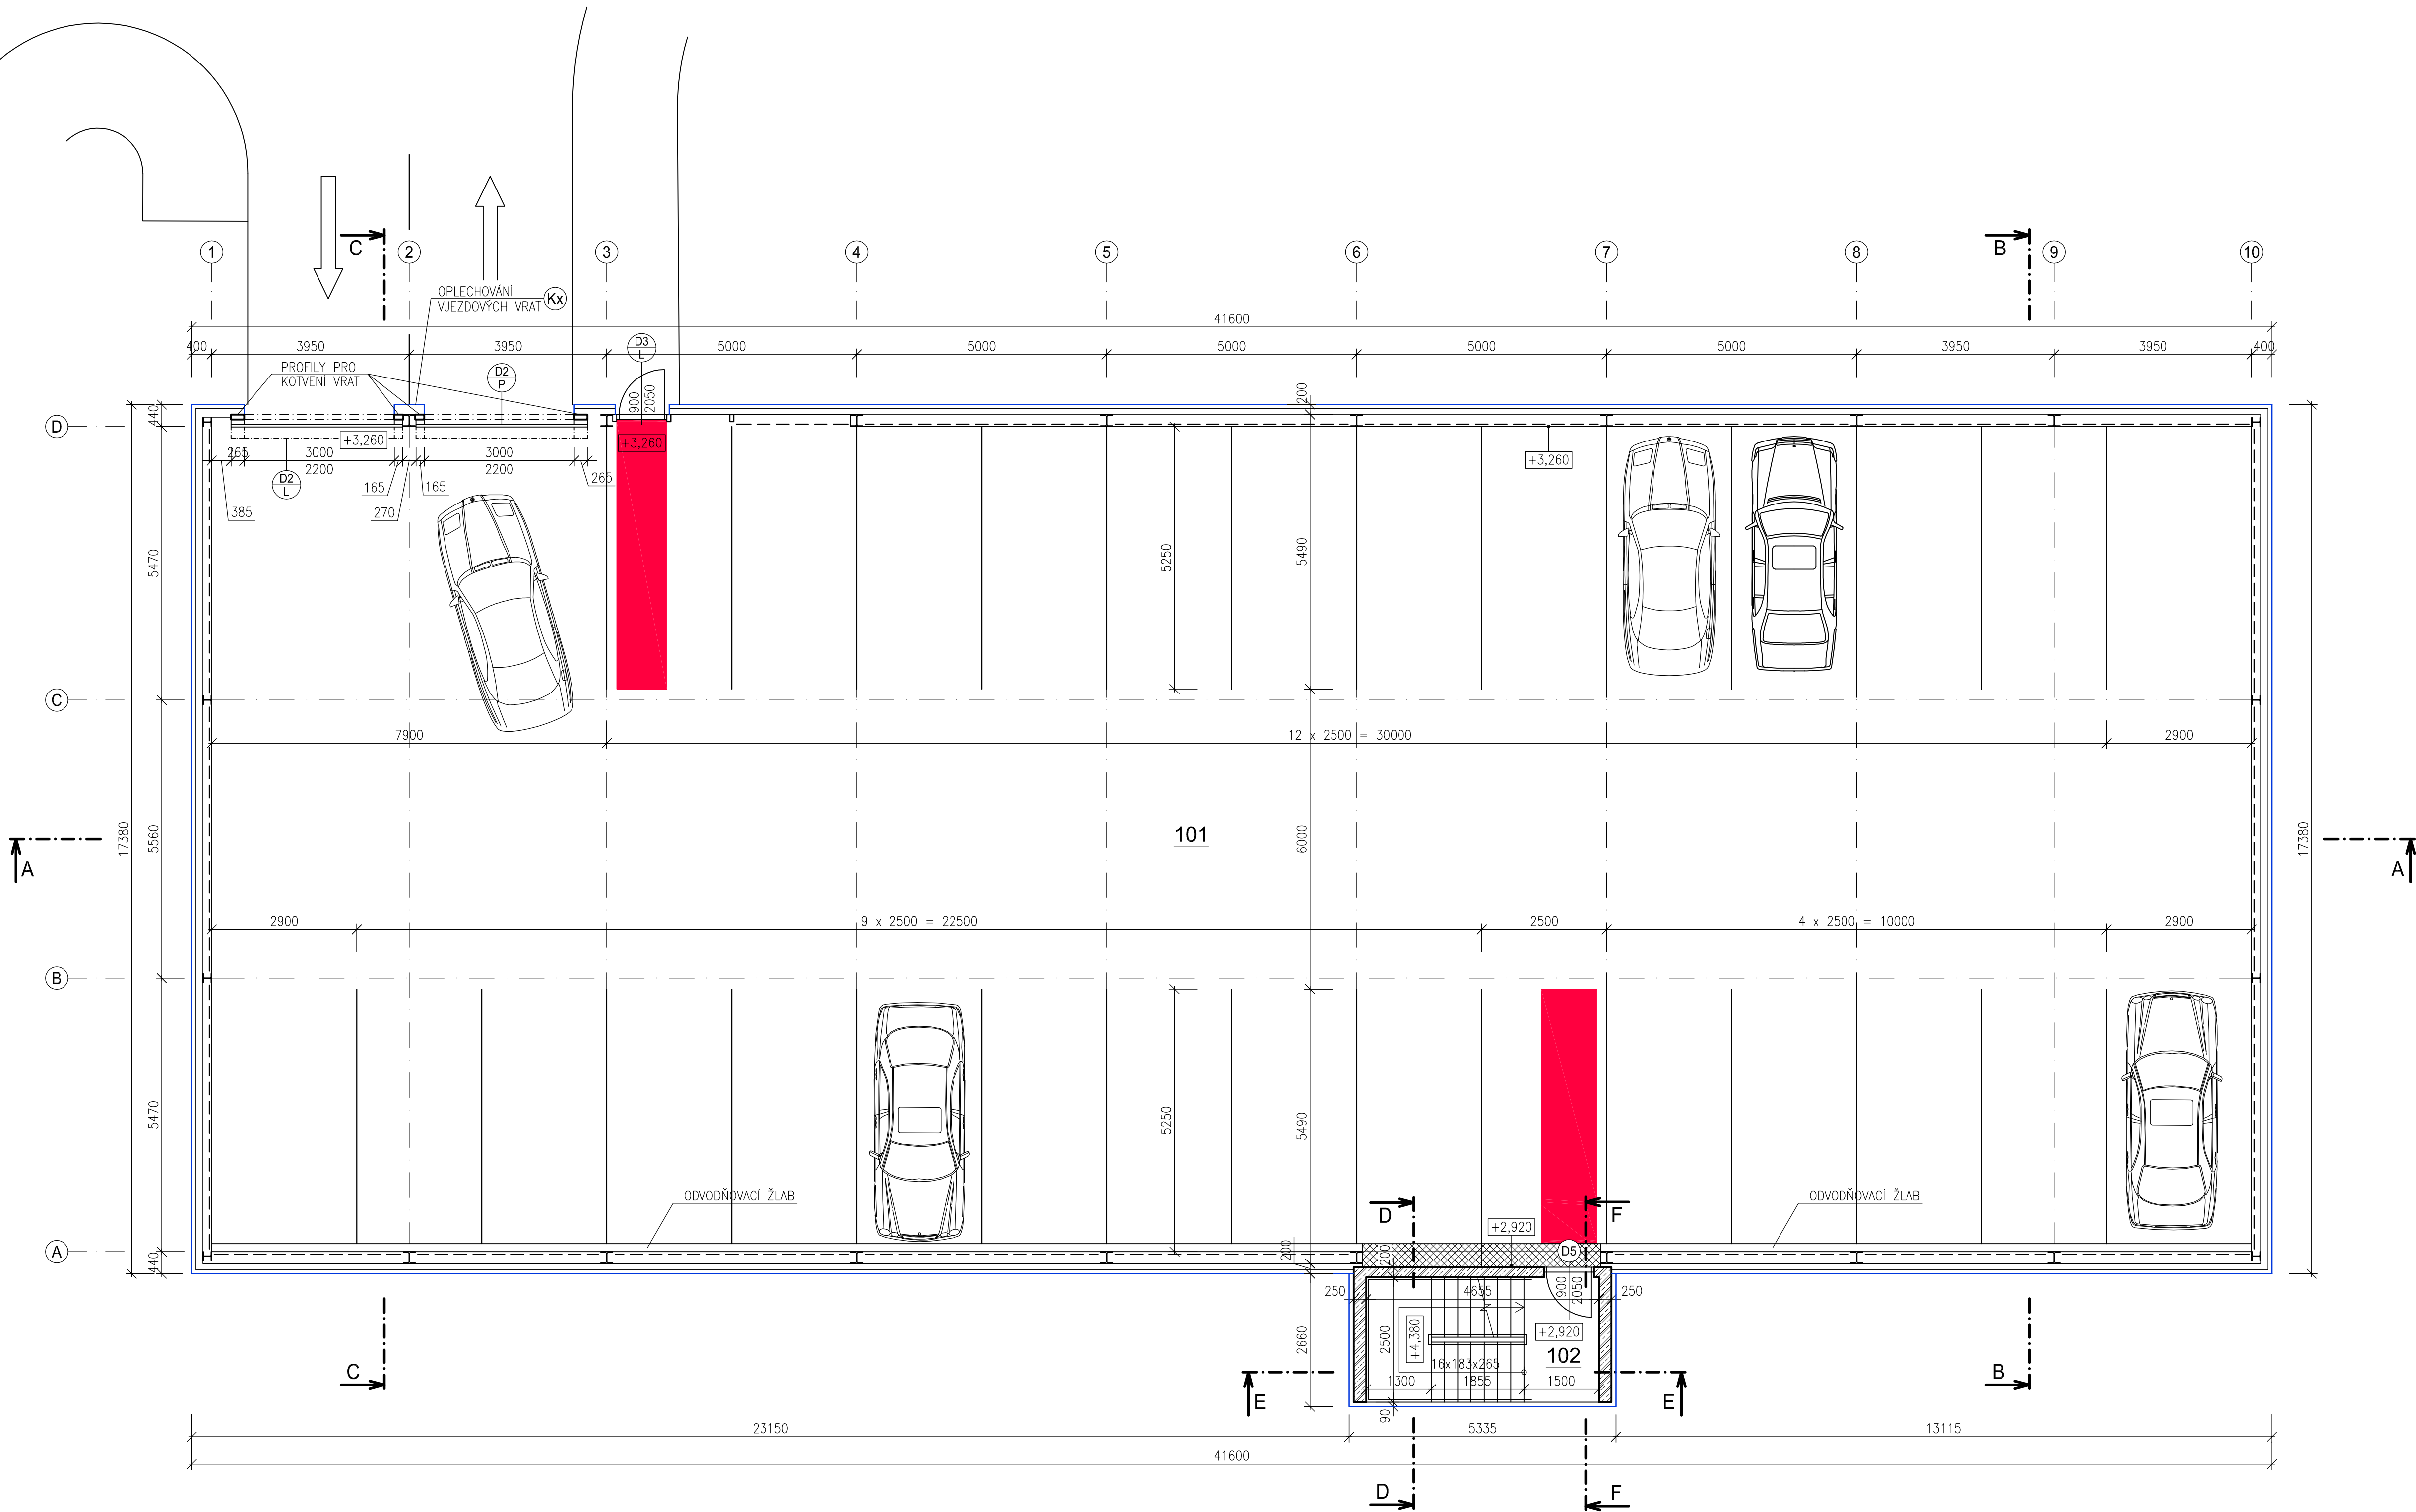 C
B
1
2
3
4
5
6
7
8
9
10
OPLECHOVÁNÍ
VJEZDOVÝCH VRAT
Kx
41600
400
3950
3950
5000
5000
5000
5000
5000
3950
3950
400
D3
L
PROFILY PRO
KOTVENÍ VRAT
D2
P
900
2050
200
440
D
+3,260
+3,260
+3,260
265
3000
2200
3000
2200
265
D2
L
165
270
165
385
5470
5250
5490
C
7900
12 x 2500 = 30000
2900
17380
5560
101
6000
17380
A
A
2900
9 x 2500 = 22500
2500
4 x 2500 = 10000
2900
B
5470
5250
5490
ODVODŇOVACÍ ŽLAB
ODVODŇOVACÍ ŽLAB
D
F
+2,920
A
440
200
200
D5
250
4655
900
2050
250
2660
2500
+4,380
+2,920
16x183x265
102
1300
1855
1500
90
C
E
E
B
23150
5335
13115
41600
D
F